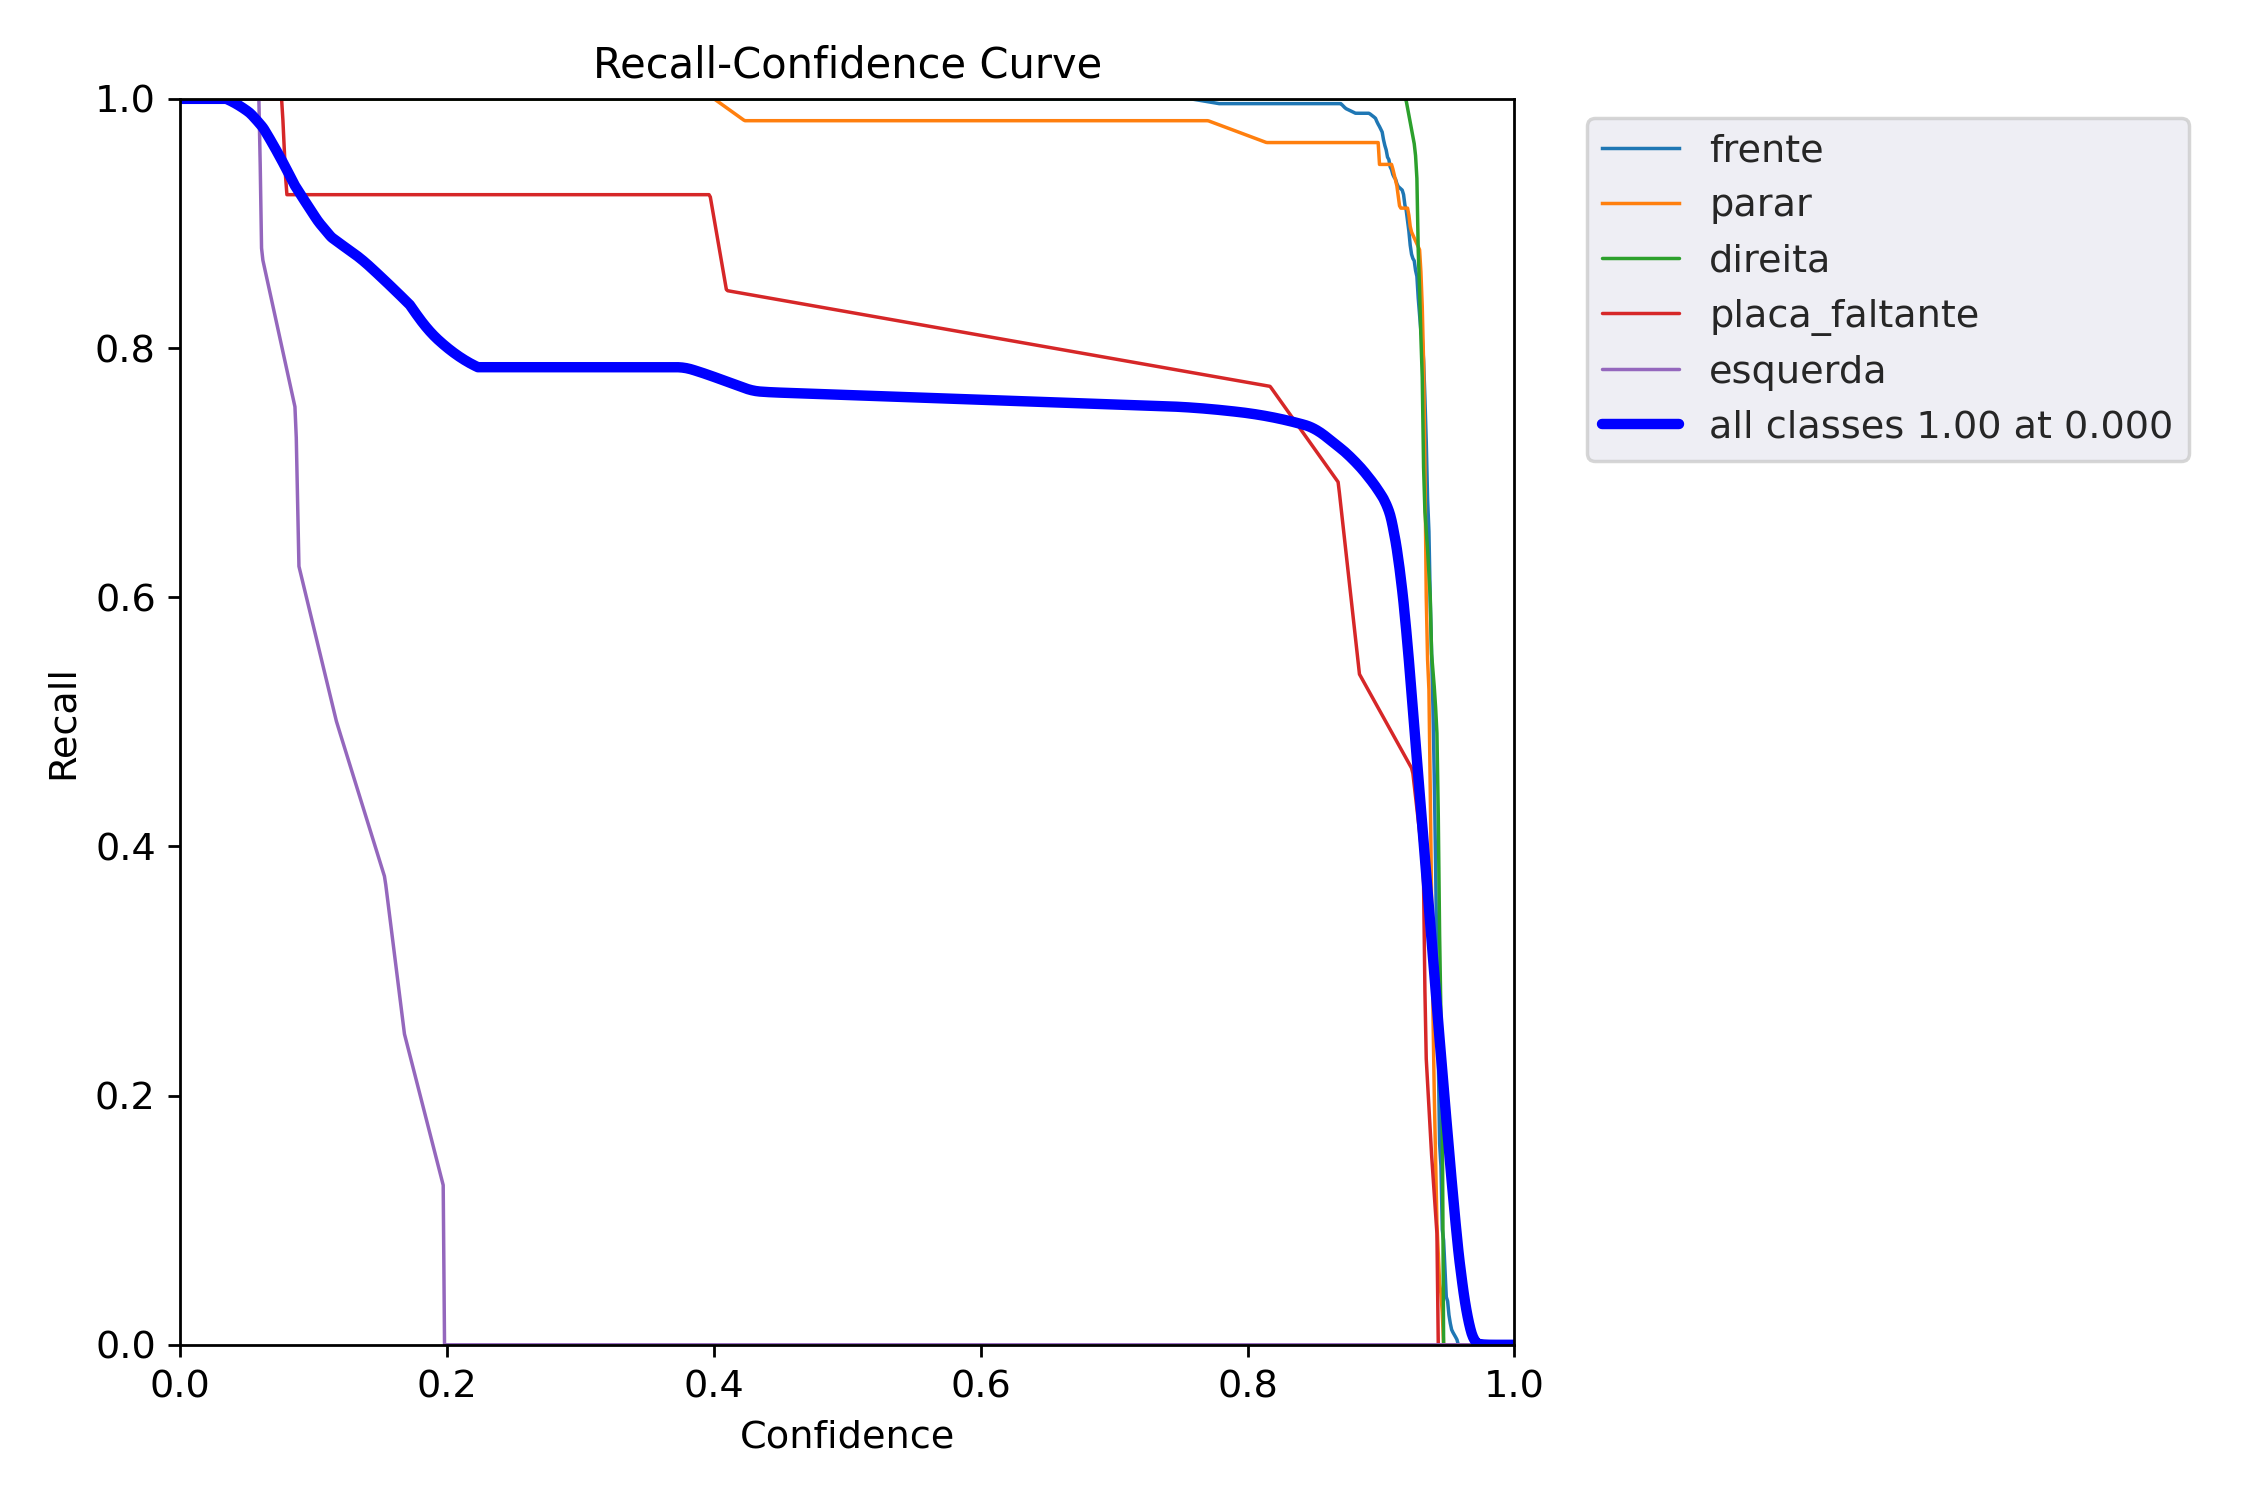 Recall-Confidence Curve
1.0
0.8
0.6
0.4
0.2
0.0
Recall
0.0 0.2 0.4 0.6 0.8 1.0
Confidence
frente
parar
direita
placa_faltante
esquerda
all classes 1.00 at 0.000